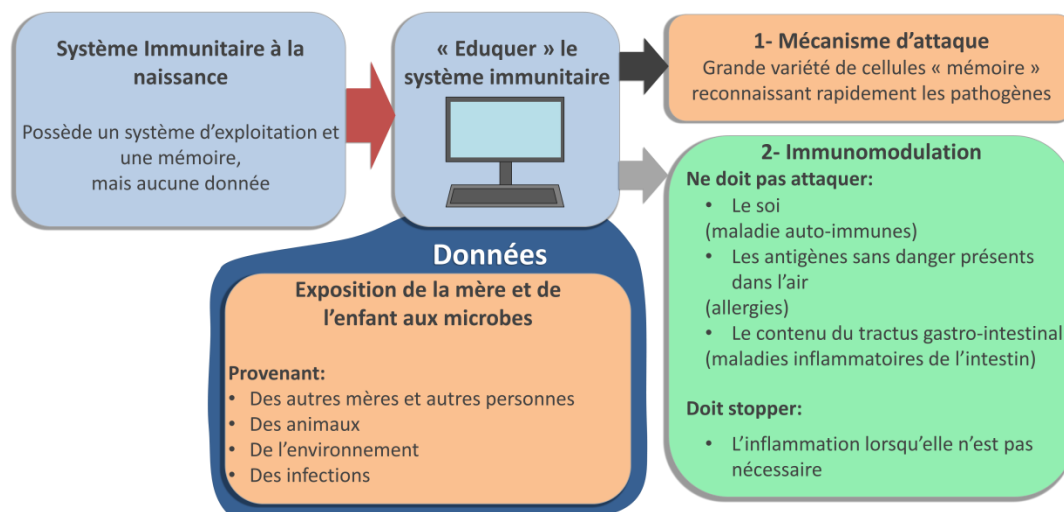 Système Immunitaire à la
naissance
Possède un système d’exploitation et
une mémoire,
mais aucune donnée
« Eduquer » le
système immunitaire
1- Mécanisme d’attaque
Grande variété de cellules « mémoire »
reconnaissant rapidement les pathogènes
2- Immunomodulation
Ne doit pas attaquer:
• Le soi
(maladie auto-immunes)
• Les antigènes sans danger présents
dans l’air
(allergies)
• Le contenu du tractus gastro-intestinal
(maladies inflammatoires de l’intestin)
Doit stopper:
• L’inflammation lorsqu’elle n’est pas
nécessaire
Données
Exposition de la mère et de
l’enfant aux microbes
Provenant:
• Des autres mères et autres personnes
• Des animaux
• De l’environnement
• Des infections